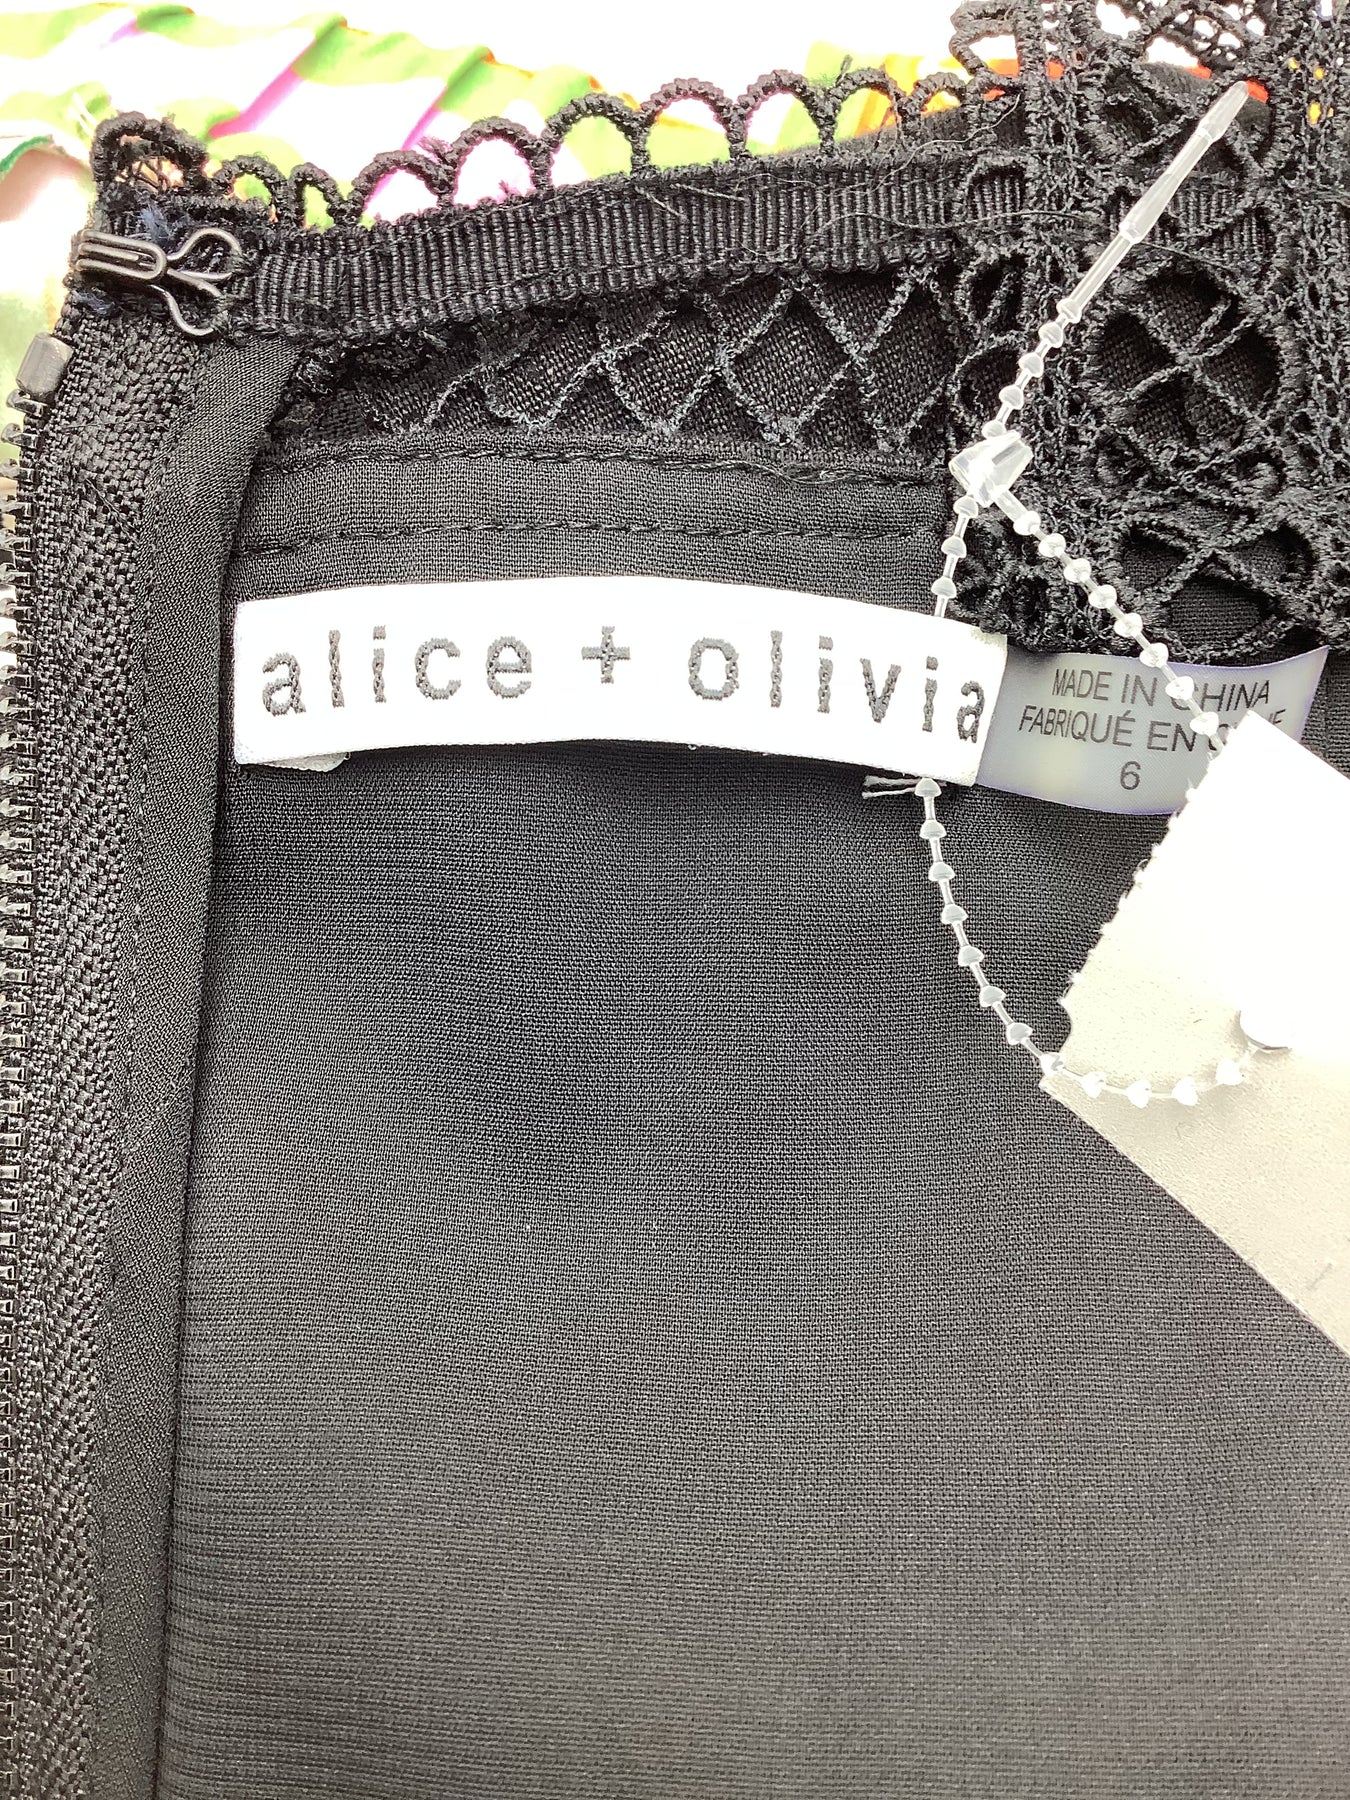 alice + olivia
MADE IN CHINA
FABRIQUÉ EN
6